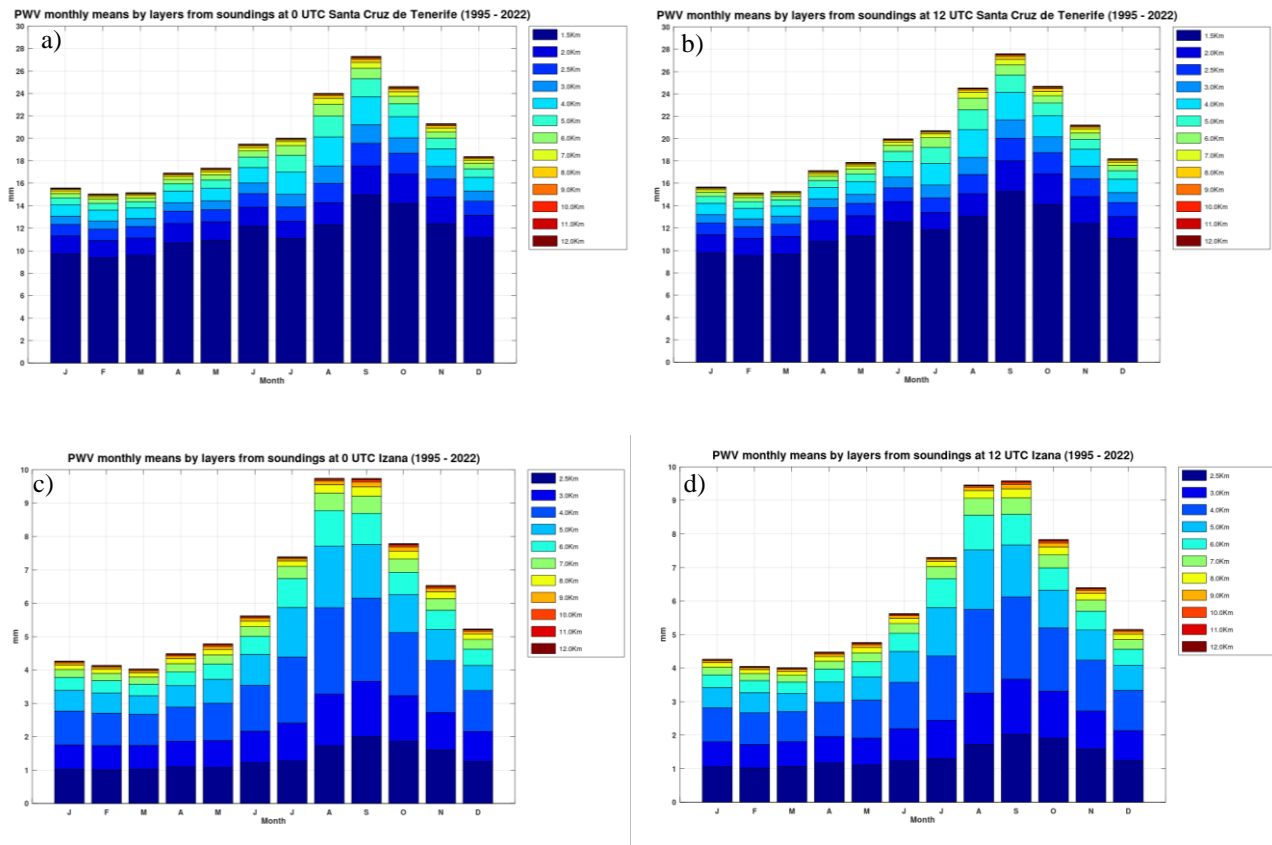 PWV monthly means by layers from soundings at 0 UTC Santa Cruz de Tenerife (1995 - 2022)
a)
30
28
26
24
22
20
18
16
14
12
10
8
6
4
2
0
mm
J F M A M J J A S O N D
Month
1.5Km
2.0Km
2.5Km
3.0Km
4.0Km
5.0Km
6.0Km
7.0Km
8.0Km
9.0Km
10.0Km
11.0Km
12.0Km
PWV monthly means by layers from soundings at 12 UTC Santa Cruz de Tenerife (1995 - 2022)
b)
30
28
26
24
22
20
18
16
14
12
10
8
6
4
2
0
mm
J F M A M J J A S O N D
Month
1.5Km
2.0Km
2.5Km
3.0Km
4.0Km
5.0Km
6.0Km
7.0Km
8.0Km
9.0Km
10.0Km
11.0Km
12.0Km
PWV monthly means by layers from soundings at 0 UTC Izana (1995 - 2022)
c)
10
9
8
7
6
5
4
3
2
1
0
mm
J F M A M J J A S O N D
Month
2.5Km
3.0Km
4.0Km
5.0Km
6.0Km
7.0Km
8.0Km
9.0Km
10.0Km
11.0Km
12.0Km
PWV monthly means by layers from soundings at 12 UTC Izana (1995 - 2022)
d)
10
9
8
7
6
5
4
3
2
1
0
mm
J F M A M J J A S O N D
Month
2.5Km
3.0Km
4.0Km
5.0Km
6.0Km
7.0Km
8.0Km
9.0Km
10.0Km
11.0Km
12.0Km